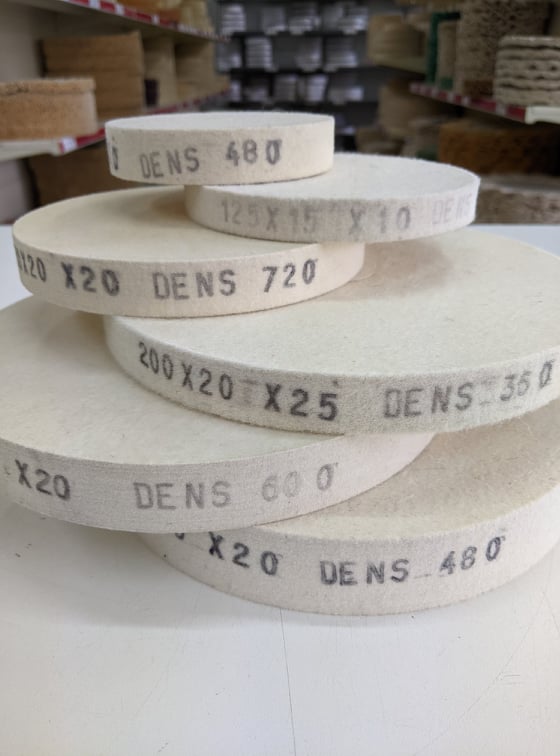 DENS 480
125X15 X10 DENS
X20 X20 DENS 720
200X20 X25 DENS 360
X20 DENS 600
X20 DENS 480